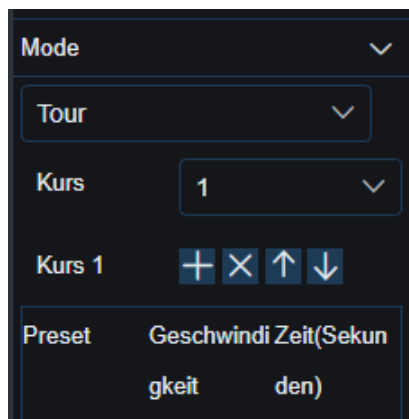 Mode
Tour
Kurs 1
Kurs 1
Preset Geschwindi Zeit(Sekun
gkeit den)